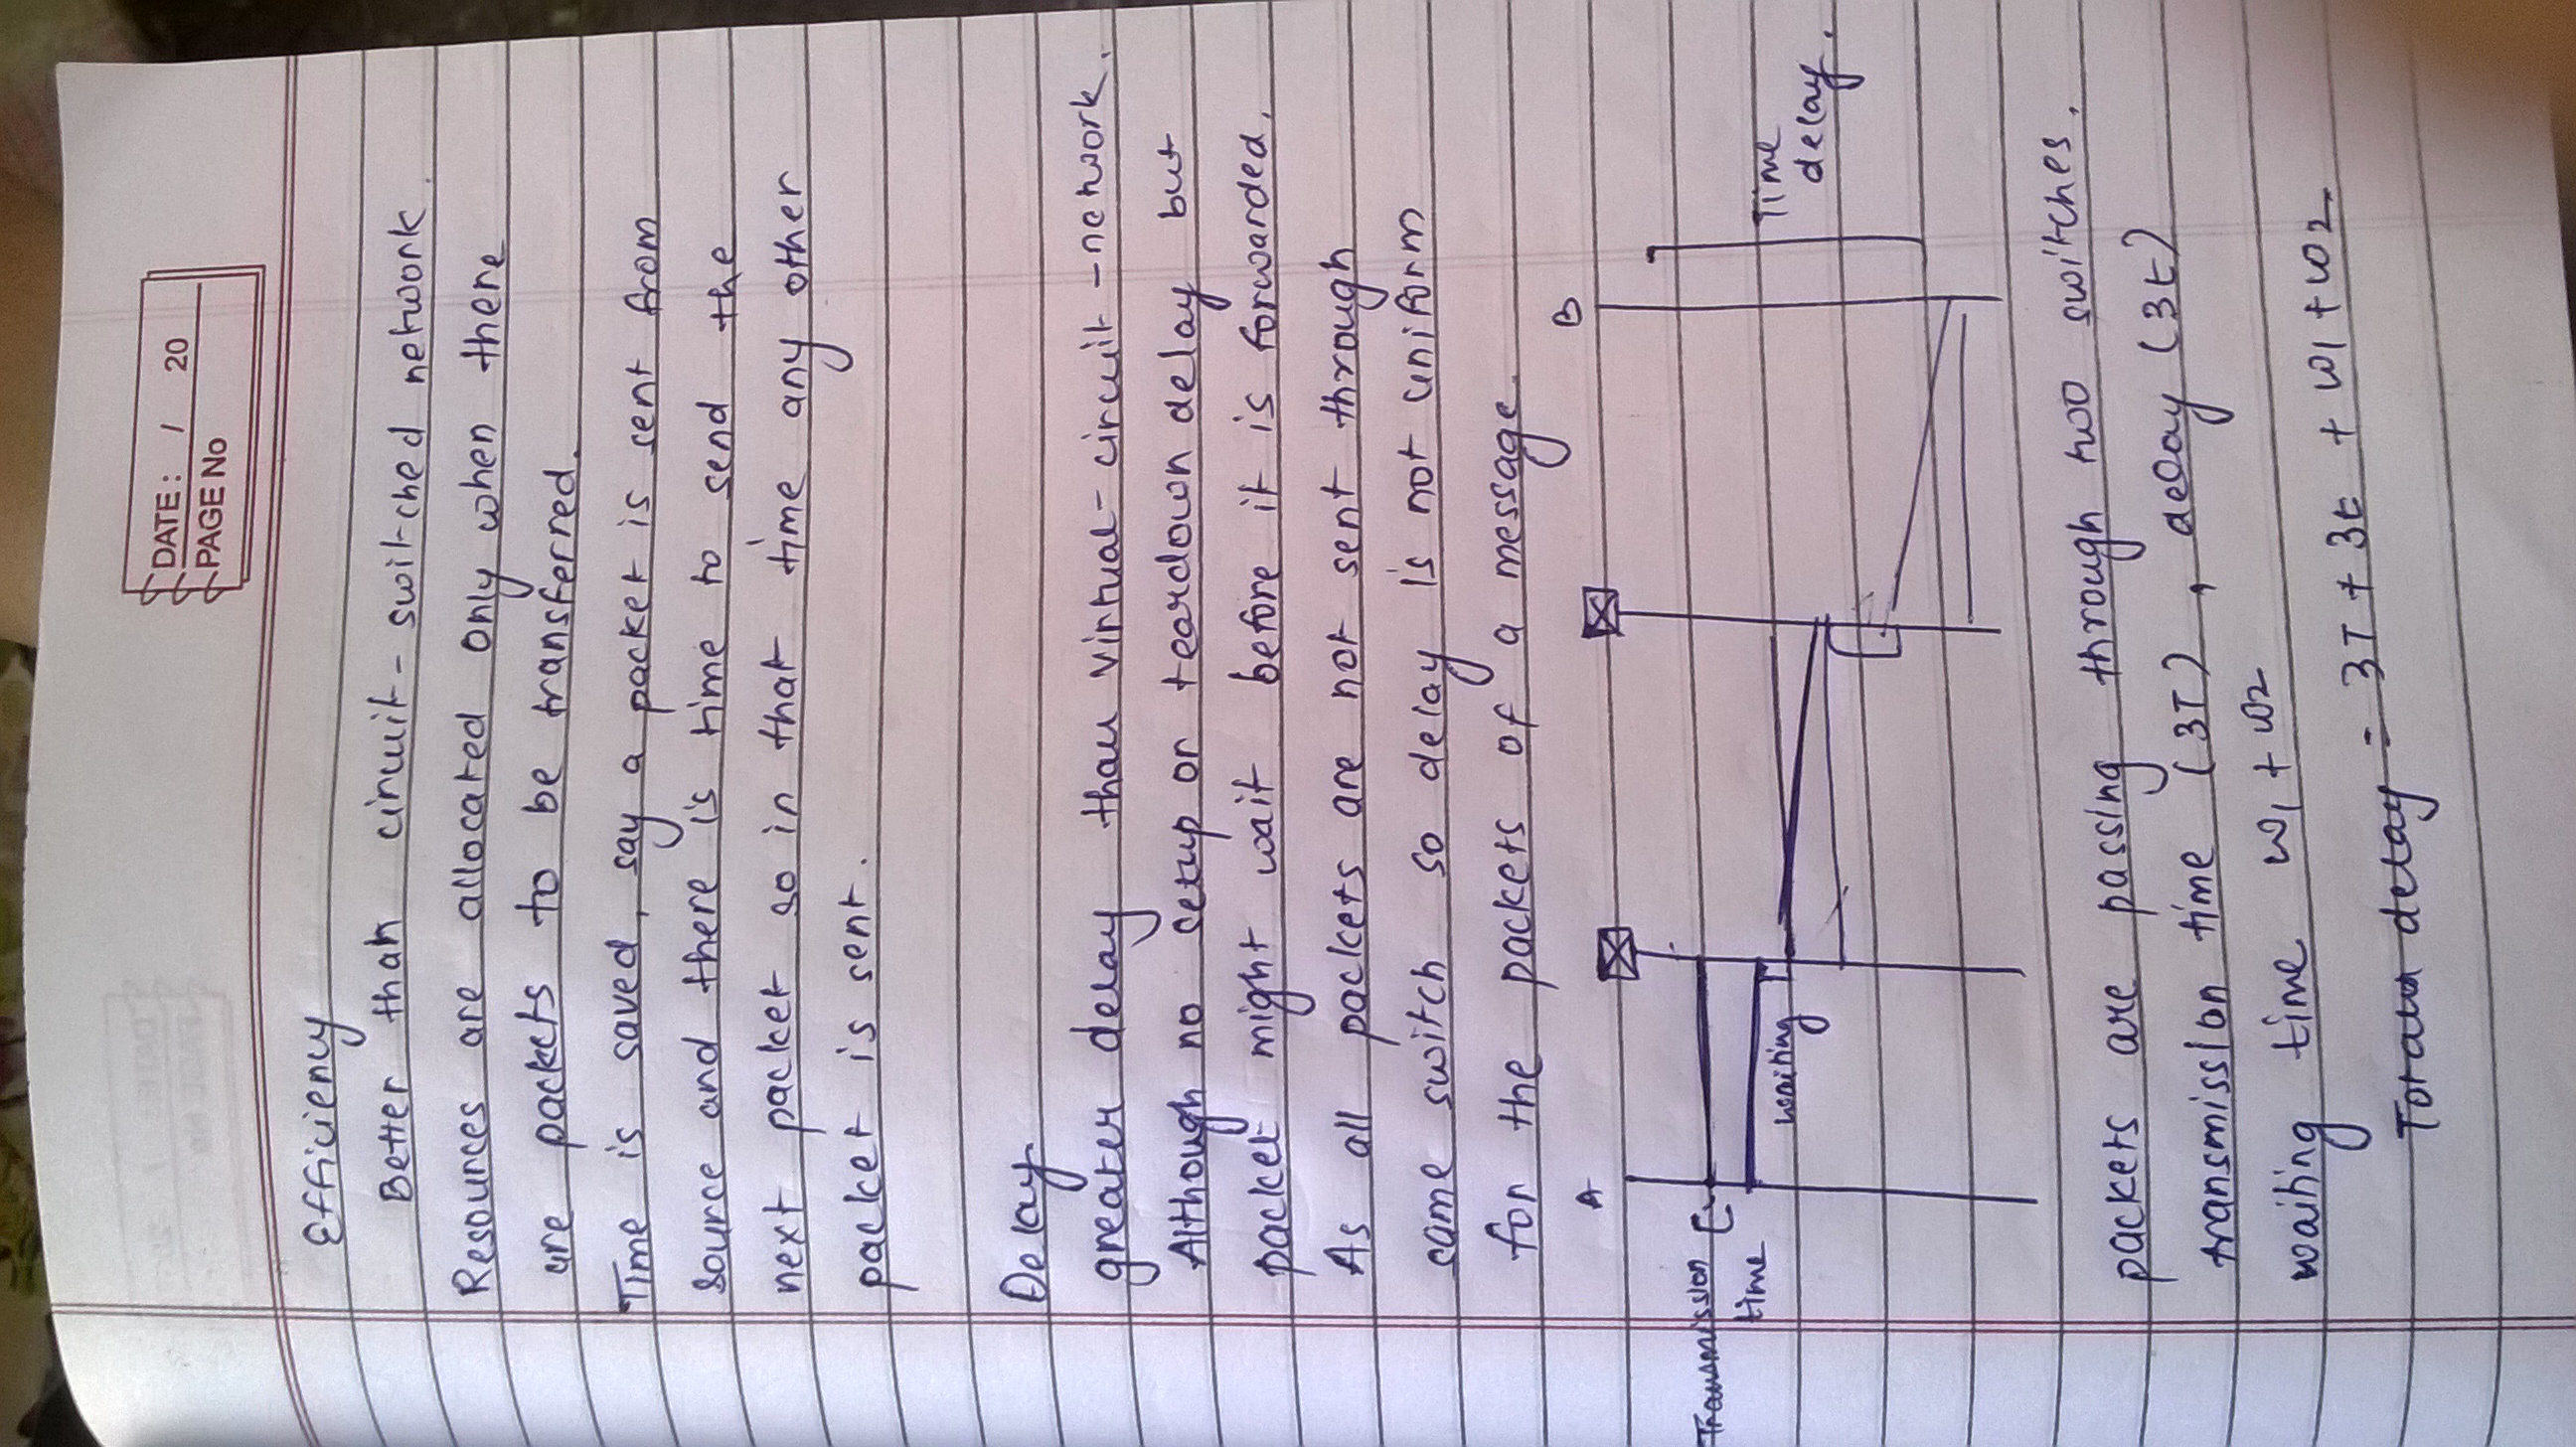 DATE : / 20
PAGE No
Efficiency
Better than circuit-switched network.
Resources are allocated only when there
are packets to be transferred.
Time is saved, say a packet is sent from
source and there is time to send the
next packet so in that time any other
packet is sent.
Delay
greater delay than virtual-circuit-network.
Although no setup or teardown delay but
packet might wait before it is forwarded.
As all packets are not sent through
same switch so delay is not uniform
for the packets of a message.
A B
Transmission
time
waiting
Time
delay.
packets are passing through two switches.
transmission time (3T), delay (3t)
waiting time w1 + w2
delay = 3T + 3t + w1 + w2